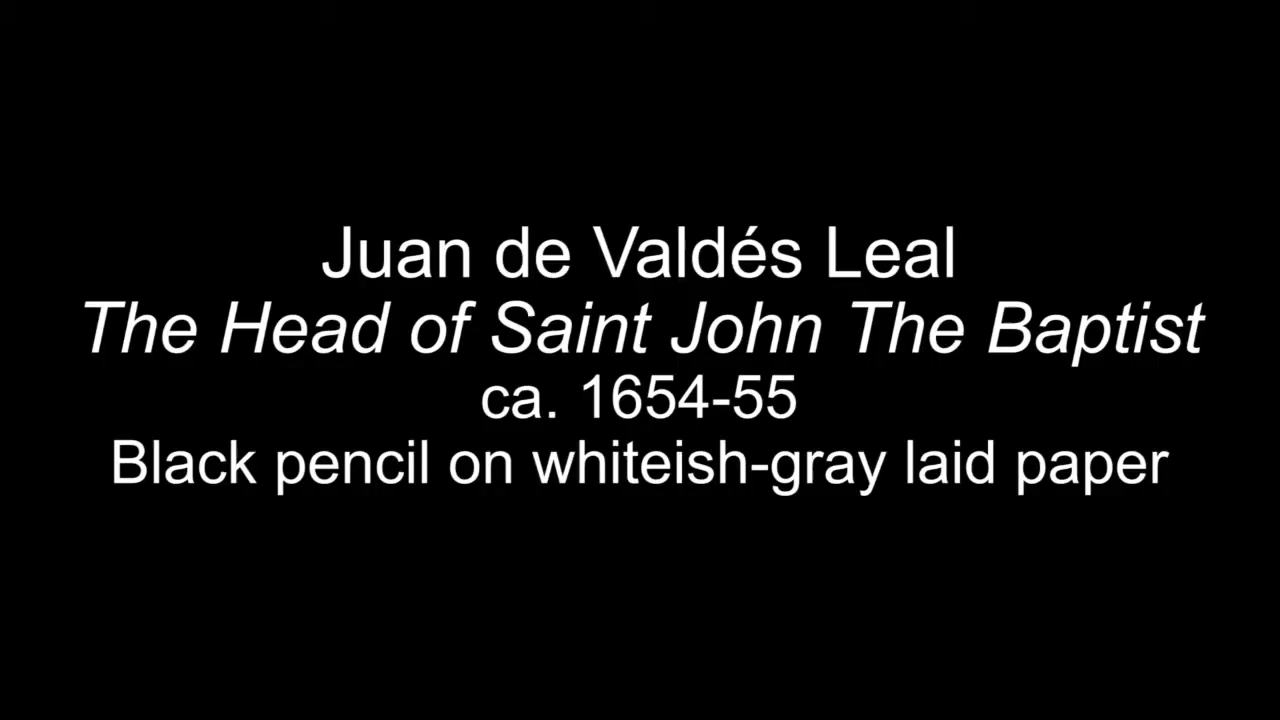 Juan de Valdés Leal
The Head of Saint John The Baptist
ca. 1654-55
Black pencil on whiteish-gray laid paper